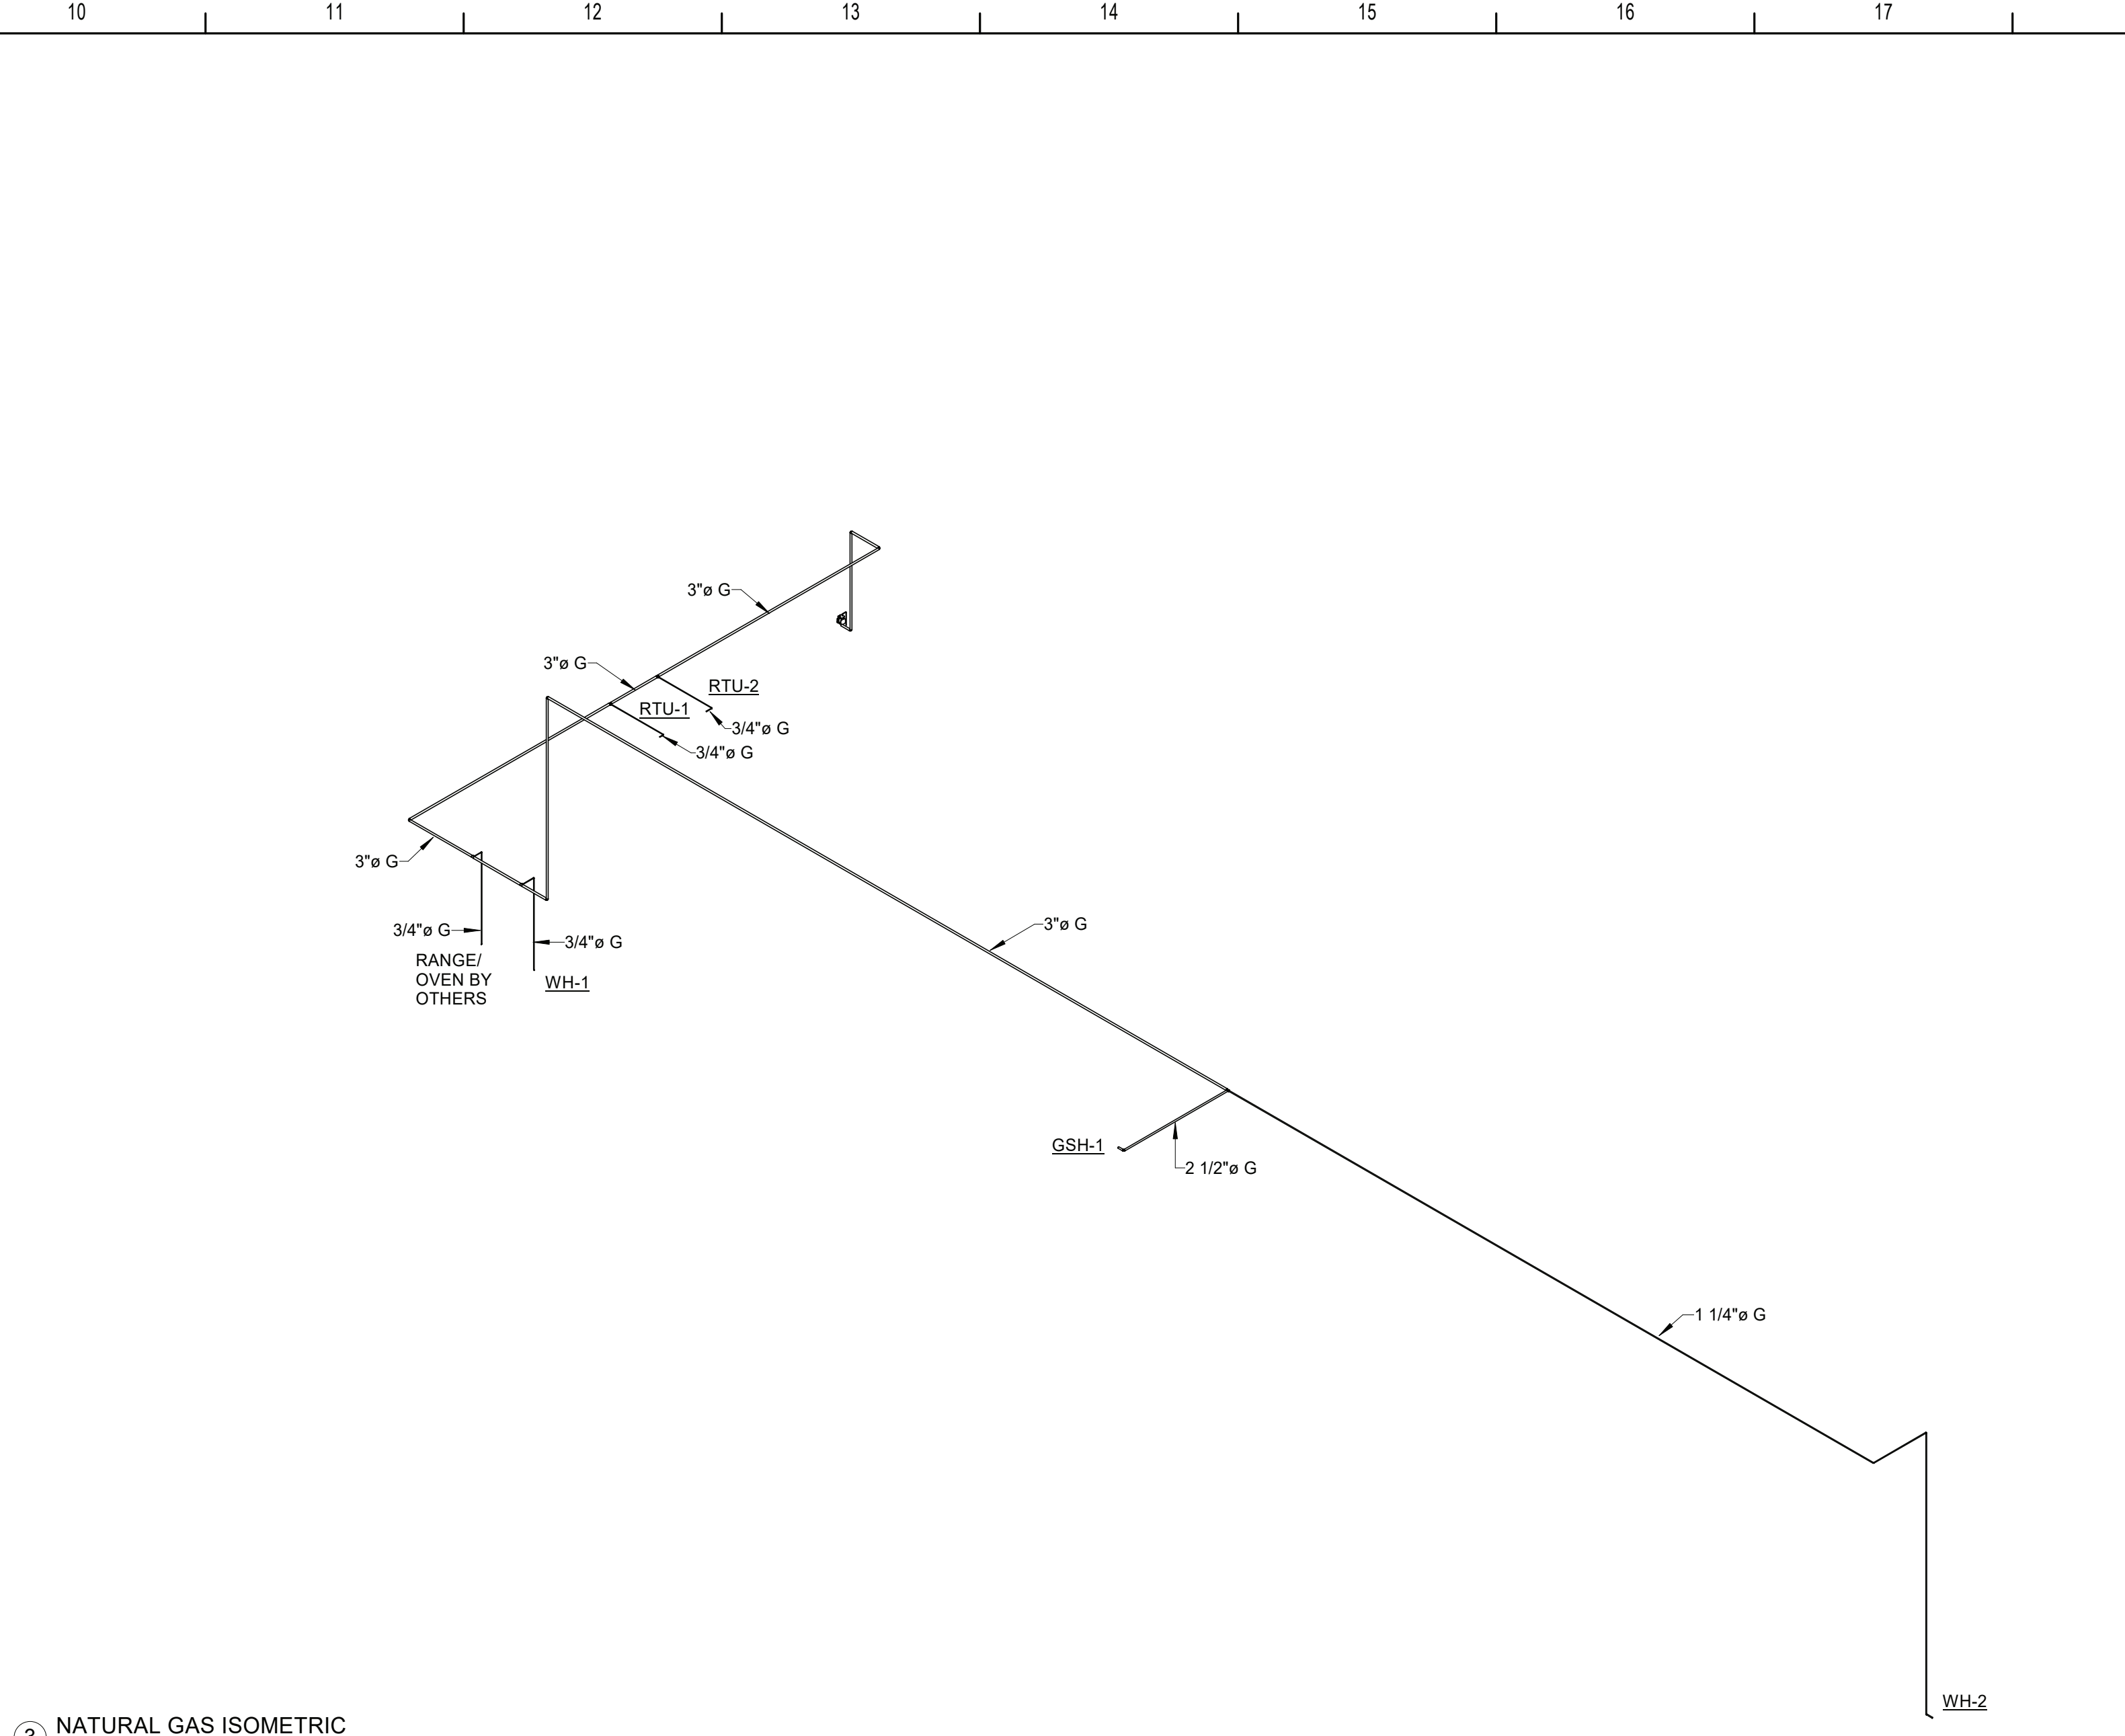 10 11 12 13 14 15 16 17
3"ø G
3"ø G
RTU-2
RTU-1
3/4"ø G
3/4"ø G
3"ø G
3"ø G
3/4"ø G
3/4"ø G
RANGE/
OVEN BY
OTHERS
WH-1
GSH-1
2 1/2"ø G
1 1/4"ø G
WH-2
3 NATURAL GAS ISOMETRIC